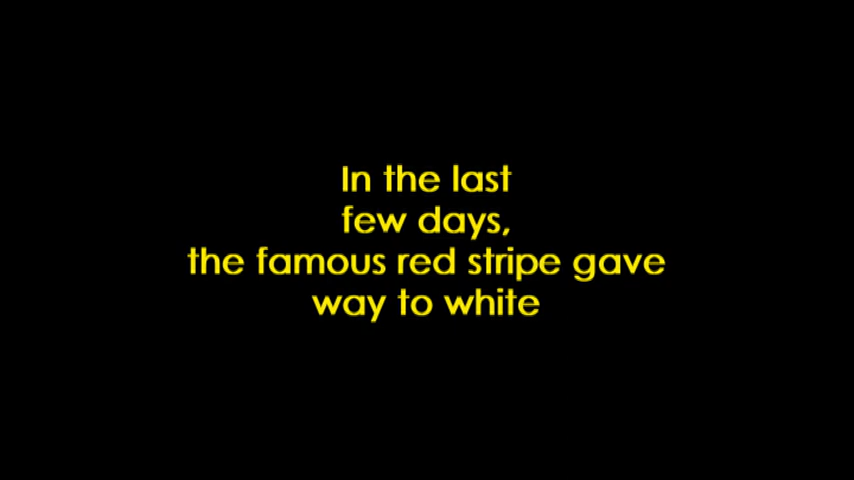 In the last
few days,
the famous red stripe gave
way to white